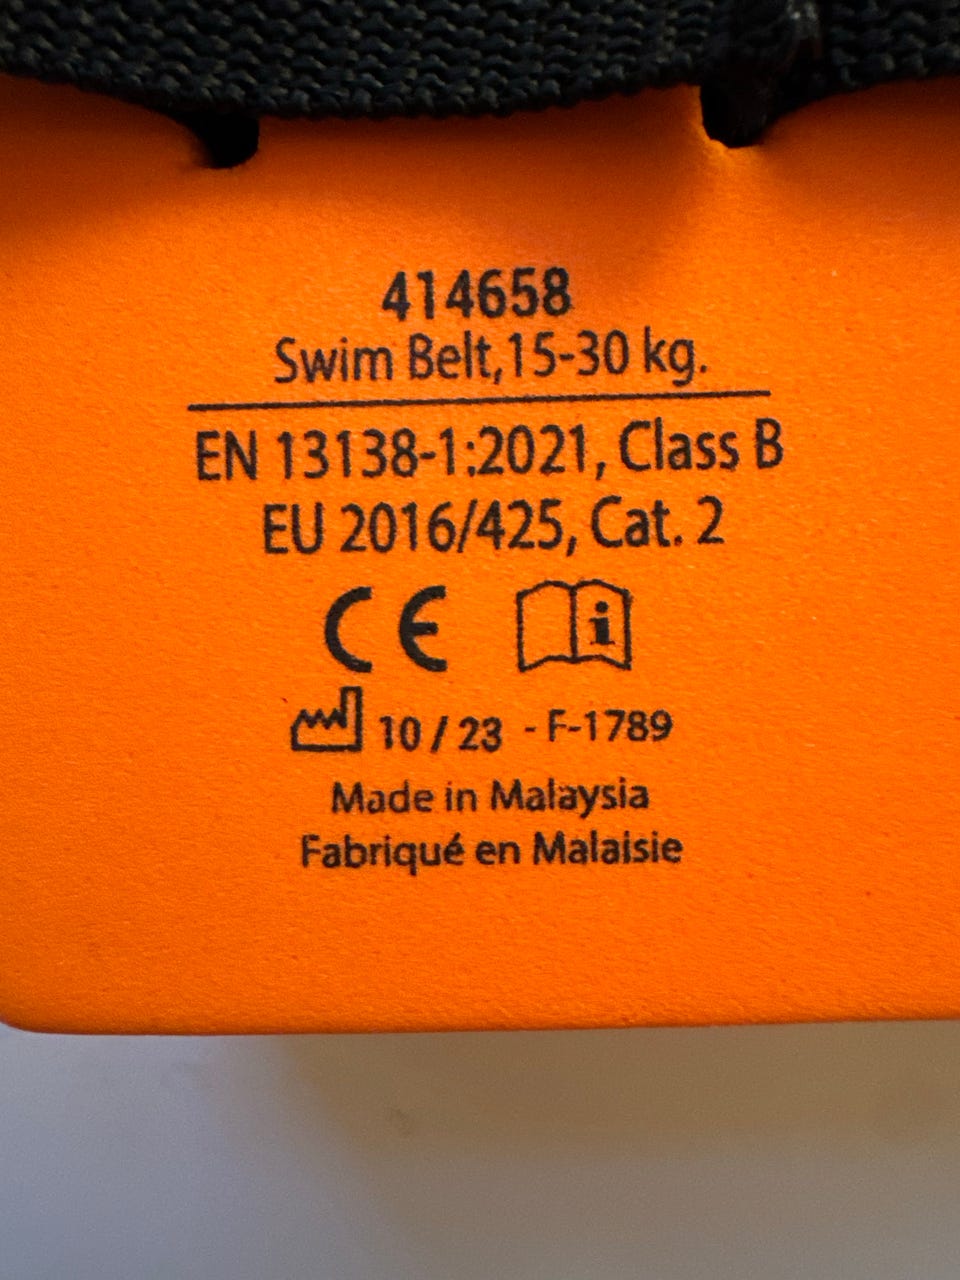 414658
Swim Belt, 15-30 kg.
EN 13138-1:2021, Class B
EU 2016/425, Cat. 2
CE i
10 / 23 - F-1789
Made in Malaysia
Fabriqué en Malaisie